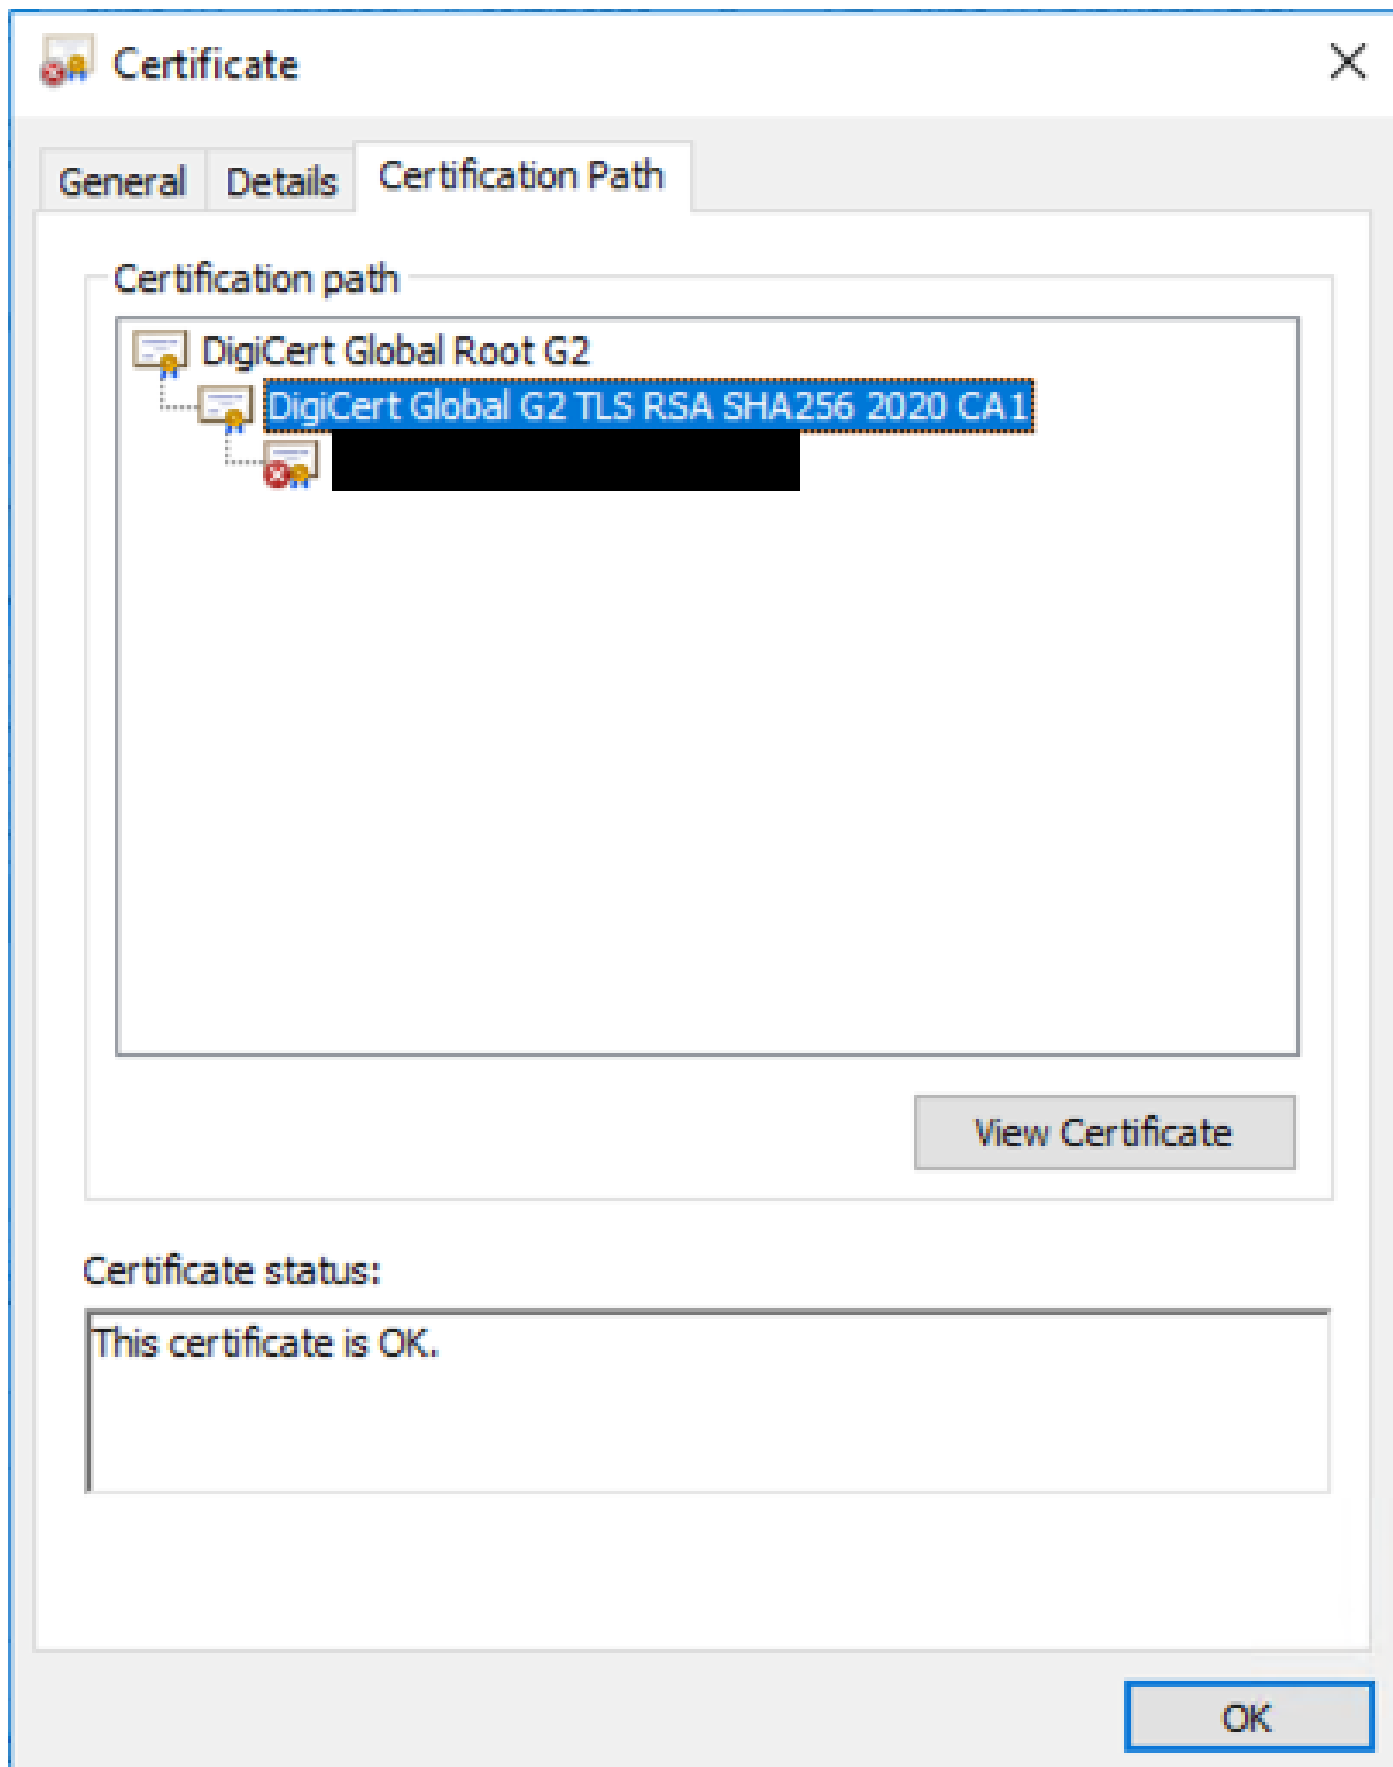 Certificate
General Details Certification Path
Certification path
DigiCert Global Root G2
DigiCert Global G2 TLS RSA SHA256 2020 CA1
View Certificate
Certificate status:
This certificate is OK.
OK